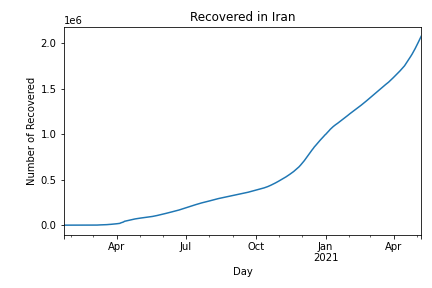 Recovered in Iran
1e6
2.0
1.5
1.0
0.5
0.0
Number of Recovered
Apr
Jul
Oct
Jan
2021
Apr
Day